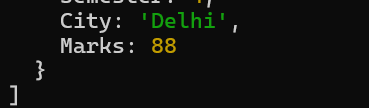 City: 'Delhi',
Marks: 88
}
]